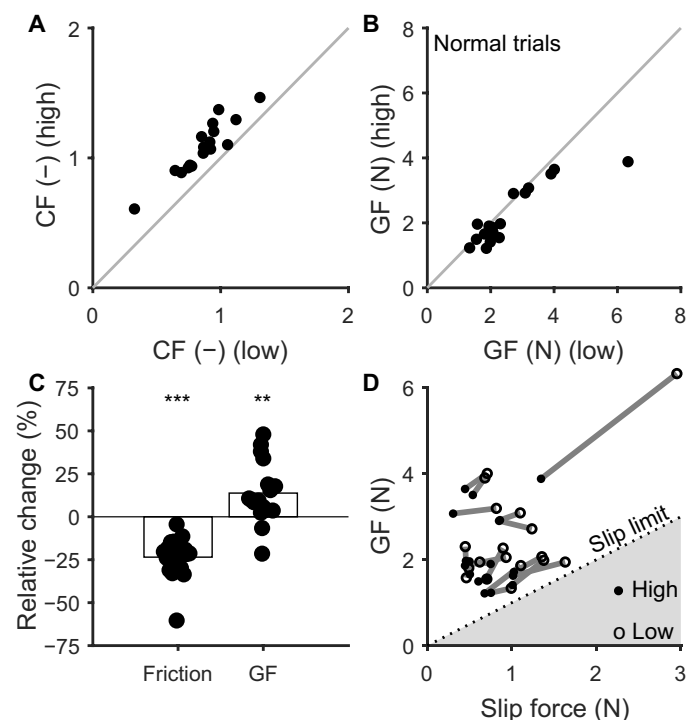 A
CF (−) (high)
2
1
0
0
1
2
CF (−) (low)
B
Normal trials
GF (N) (high)
8
6
4
2
0
0
2
4
6
8
GF (N) (low)
C
Relative change (%)
75
50
25
0
−25
−50
−75
***
**
Friction
GF
D
GF (N)
6
4
2
0
Slip limit
High
Low
0
1
2
3
Slip force (N)